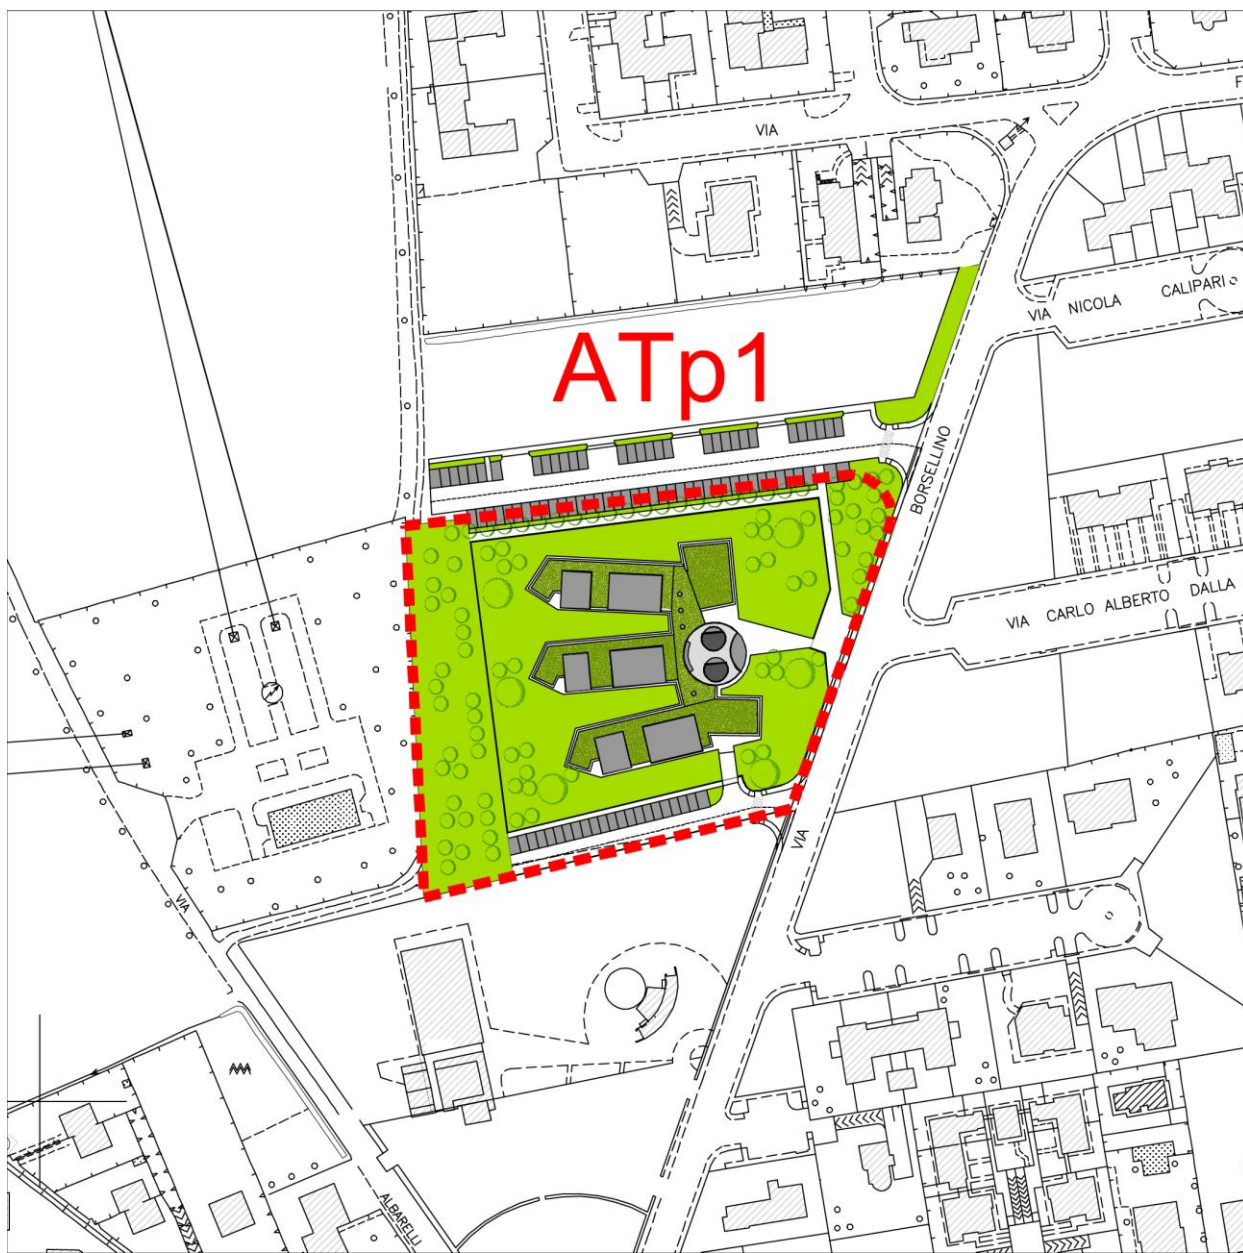 VIA
F
VIA NICOLA CALIPARI
ATp1
BORSELLINO
VIA CARLO ALBERTO DALLA
VIA
VIA
ALBARELLI